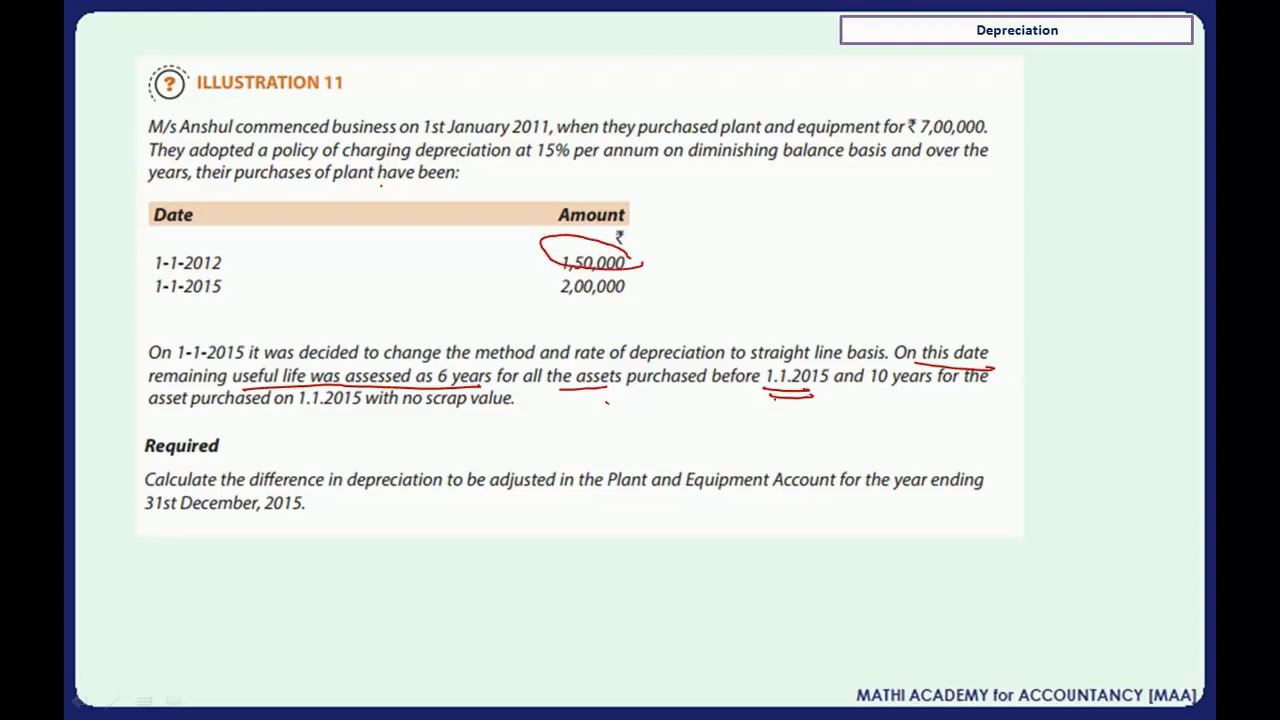 Depreciation
?
ILLUSTRATION 11
M/s Anshul commenced business on 1st January 2011, when they purchased plant and equipment for ₹ 7,00,000.
They adopted a policy of charging depreciation at 15% per annum on diminishing balance basis and over the
years, their purchases of plant have been:
Date Amount
₹
1-1-2012 1,50,000
1-1-2015 2,00,000
On 1-1-2015 it was decided to change the method and rate of depreciation to straight line basis. On this date
remaining useful life was assessed as 6 years for all the assets purchased before 1.1.2015 and 10 years for the
asset purchased on 1.1.2015 with no scrap value.
Required
Calculate the difference in depreciation to be adjusted in the Plant and Equipment Account for the year ending
31st December, 2015.
MATHI ACADEMY for ACCOUNTANCY [MAA]